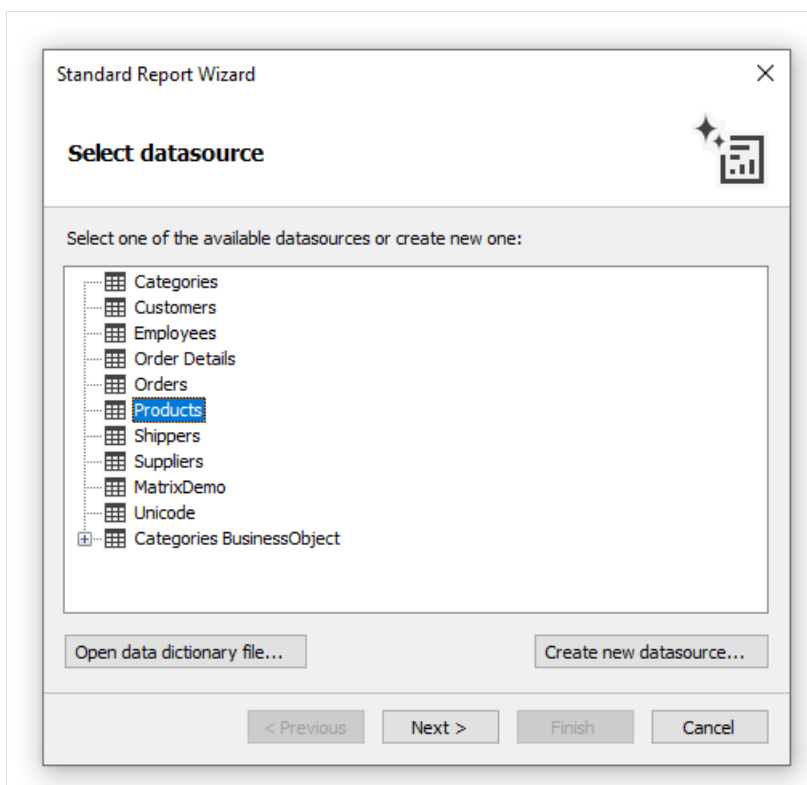 Standard Report Wizard
Select datasource
Select one of the available datasources or create new one:
Categories
Customers
Employees
Order Details
Orders
Products
Shippers
Suppliers
MatrixDemo
Unicode
Categories BusinessObject
Open data dictionary file... Create new datasource...
< Previous Next > Finish Cancel